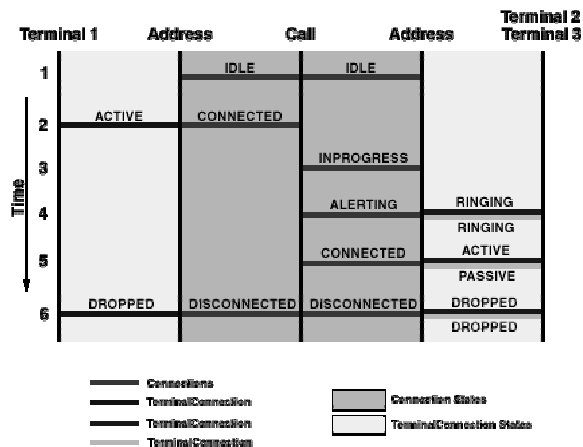 Terminal 2
Terminal 1 Address Call Address Terminal 3
1 IDLE IDLE
ACTIVE CONNECTED
2
INPROGRESS
3
ALERTING RINGING
4
RINGING
CONNECTED ACTIVE
5
PASSIVE
DROPPED DISCONNECTED DISCONNECTED DROPPED
6
DROPPED
Time
Connections
TerminalConnection
TerminalConnection
TerminalConnection
Connection States
TerminalConnection States